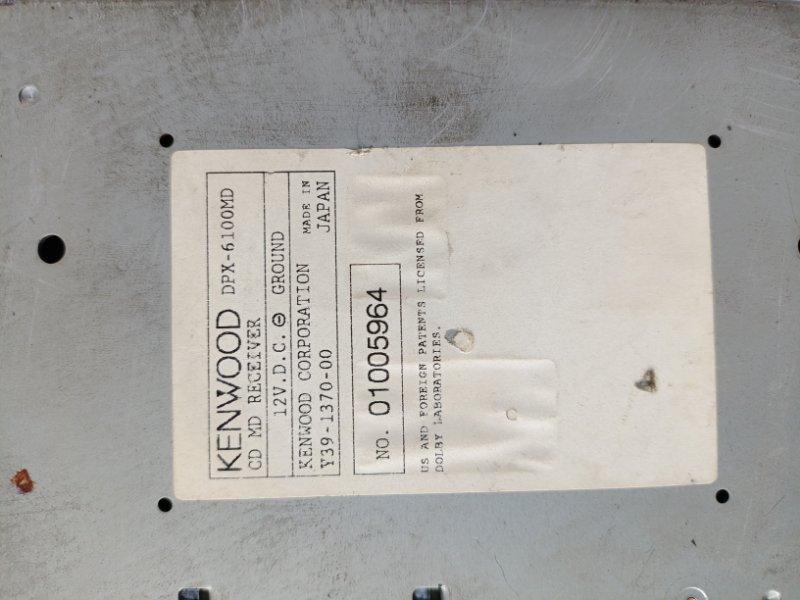 KENWOOD DPX-6100MD
CD MD RECEIVER
12V.D.C. ⊖ GROUND
KENWOOD CORPORATION MADE IN
Y39-1370-00 JAPAN
NO. 01005964
US AND FOREIGN PATENTS LICENSED FROM
DOLBY LABORATORIES.